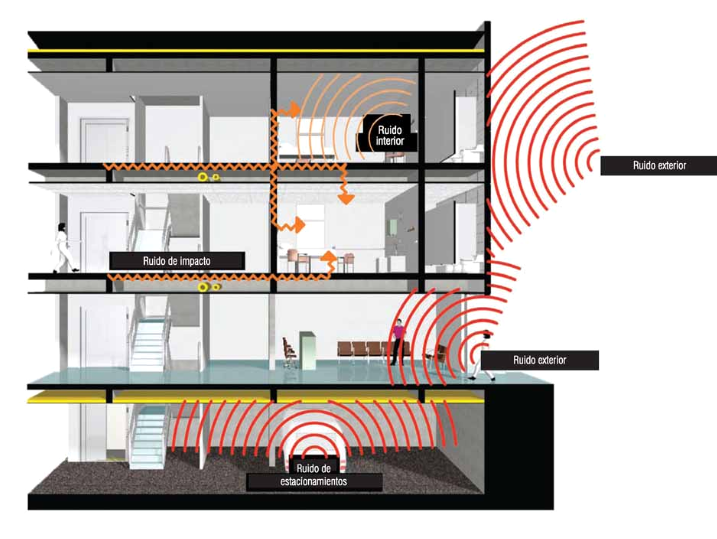 Ruido
interior
Ruido exterior
Ruido de impacto
Ruido exterior
Ruido de
estacionamientos